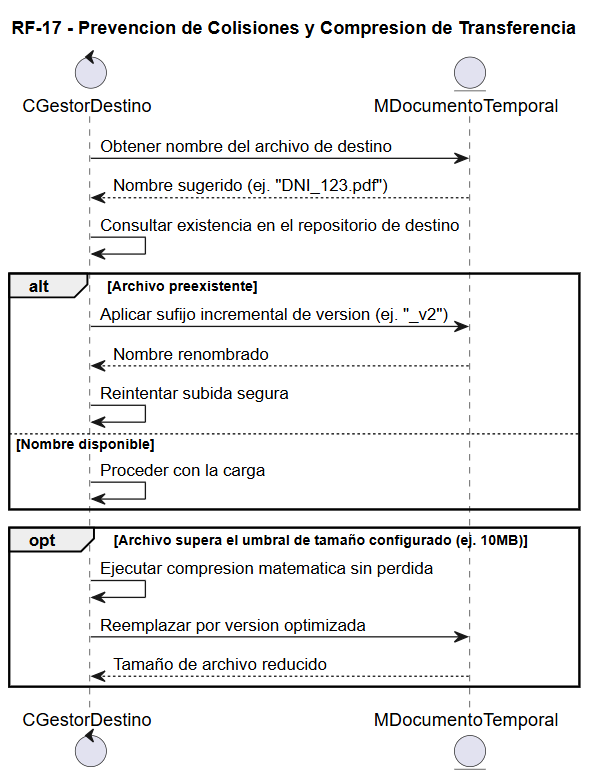 RF-17 - Prevencion de Colisiones y Compresion de Transferencia
CGestorDestino
MDocumentoTemporal
Obtener nombre del archivo de destino
Nombre sugerido (ej. "DNI_123.pdf")
Consultar existencia en el repositorio de destino
alt
[Archivo preexistente]
Aplicar sufijo incremental de version (ej. "_v2")
Nombre renombrado
Reintentar subida segura
[Nombre disponible]
Proceder con la carga
opt
[Archivo supera el umbral de tamaño configurado (ej. 10MB)]
Ejecutar compresion matematica sin perdida
Reemplazar por version optimizada
Tamaño de archivo reducido
CGestorDestino
MDocumentoTemporal